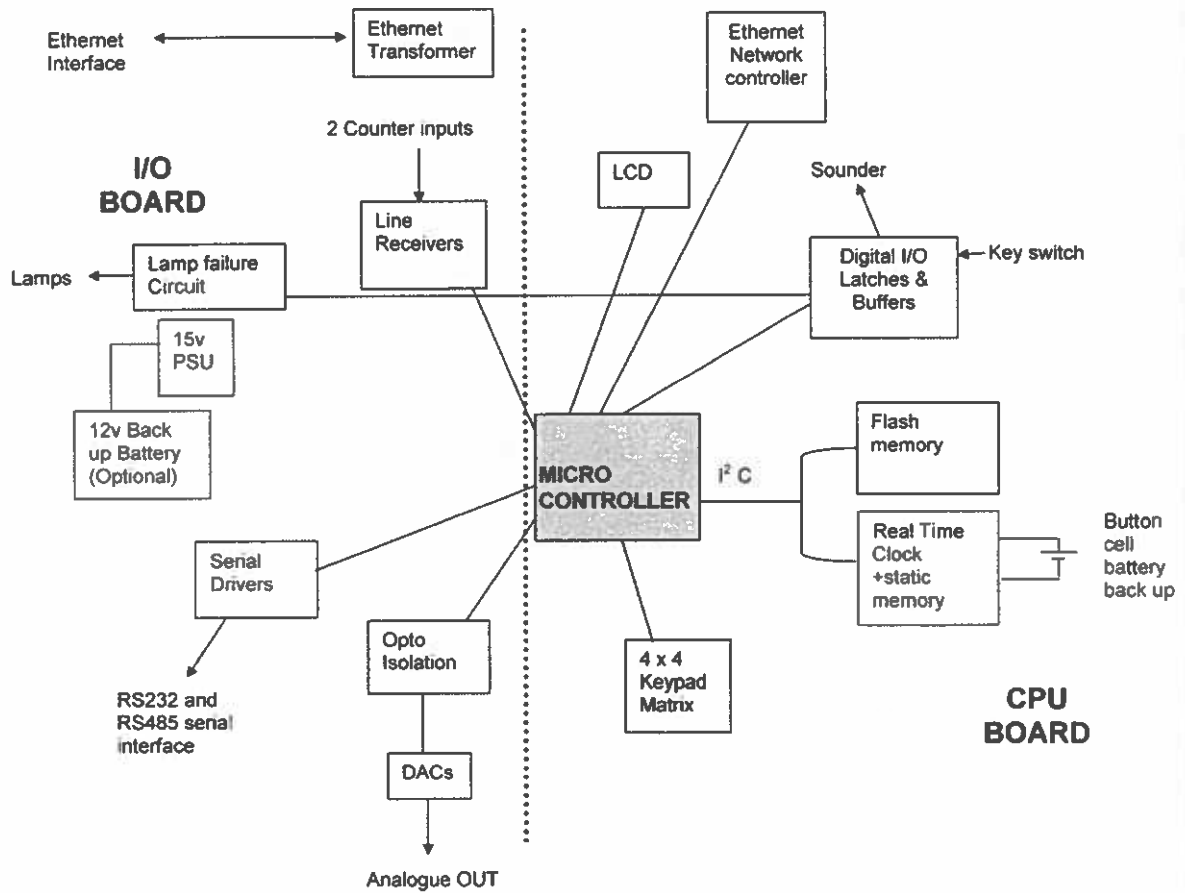 Ethernet
Interface
Ethernet
Transformer
Ethernet
Network
controller
2 Counter inputs
I/O
BOARD
Line
Receivers
LCD
Sounder
Digital I/O
Latches &
Buffers
Key switch
Lamps
Lamp failure
Circuit
15v
PSU
12v Back
up Battery
(Optional)
MICRO
CONTROLLER
I² C
Flash
memory
Real Time
Clock
+static
memory
Button
cell
battery
back up
Serial
Drivers
Opto
Isolation
4 x 4
Keypad
Matrix
RS232 and
RS485 serial
interface
DACs
Analogue OUT
CPU
BOARD